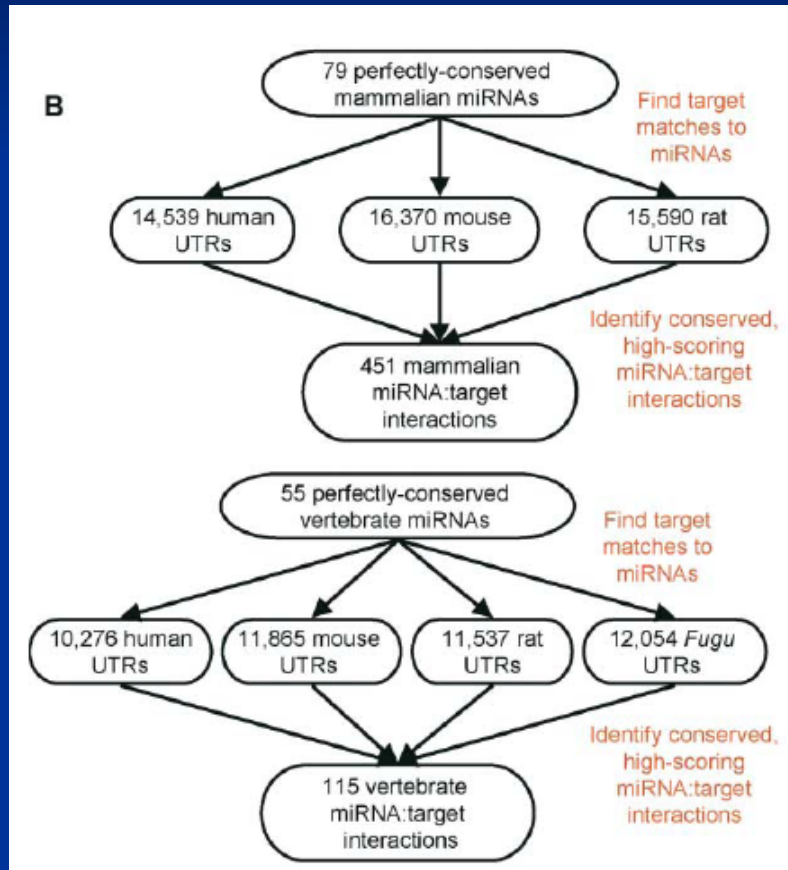 B
79 perfectly-conserved
mammalian miRNAs
Find target
matches to
miRNAs
14,539 human
UTRs
16,370 mouse
UTRs
15,590 rat
UTRs
Identify conserved,
high-scoring
miRNA:target
interactions
451 mammalian
miRNA:target
interactions
55 perfectly-conserved
vertebrate miRNAs
Find target
matches to
miRNAs
10,276 human
UTRs
11,865 mouse
UTRs
11,537 rat
UTRs
12,054 Fugu
UTRs
Identify conserved,
high-scoring
miRNA:target
interactions
115 vertebrate
miRNA:target
interactions